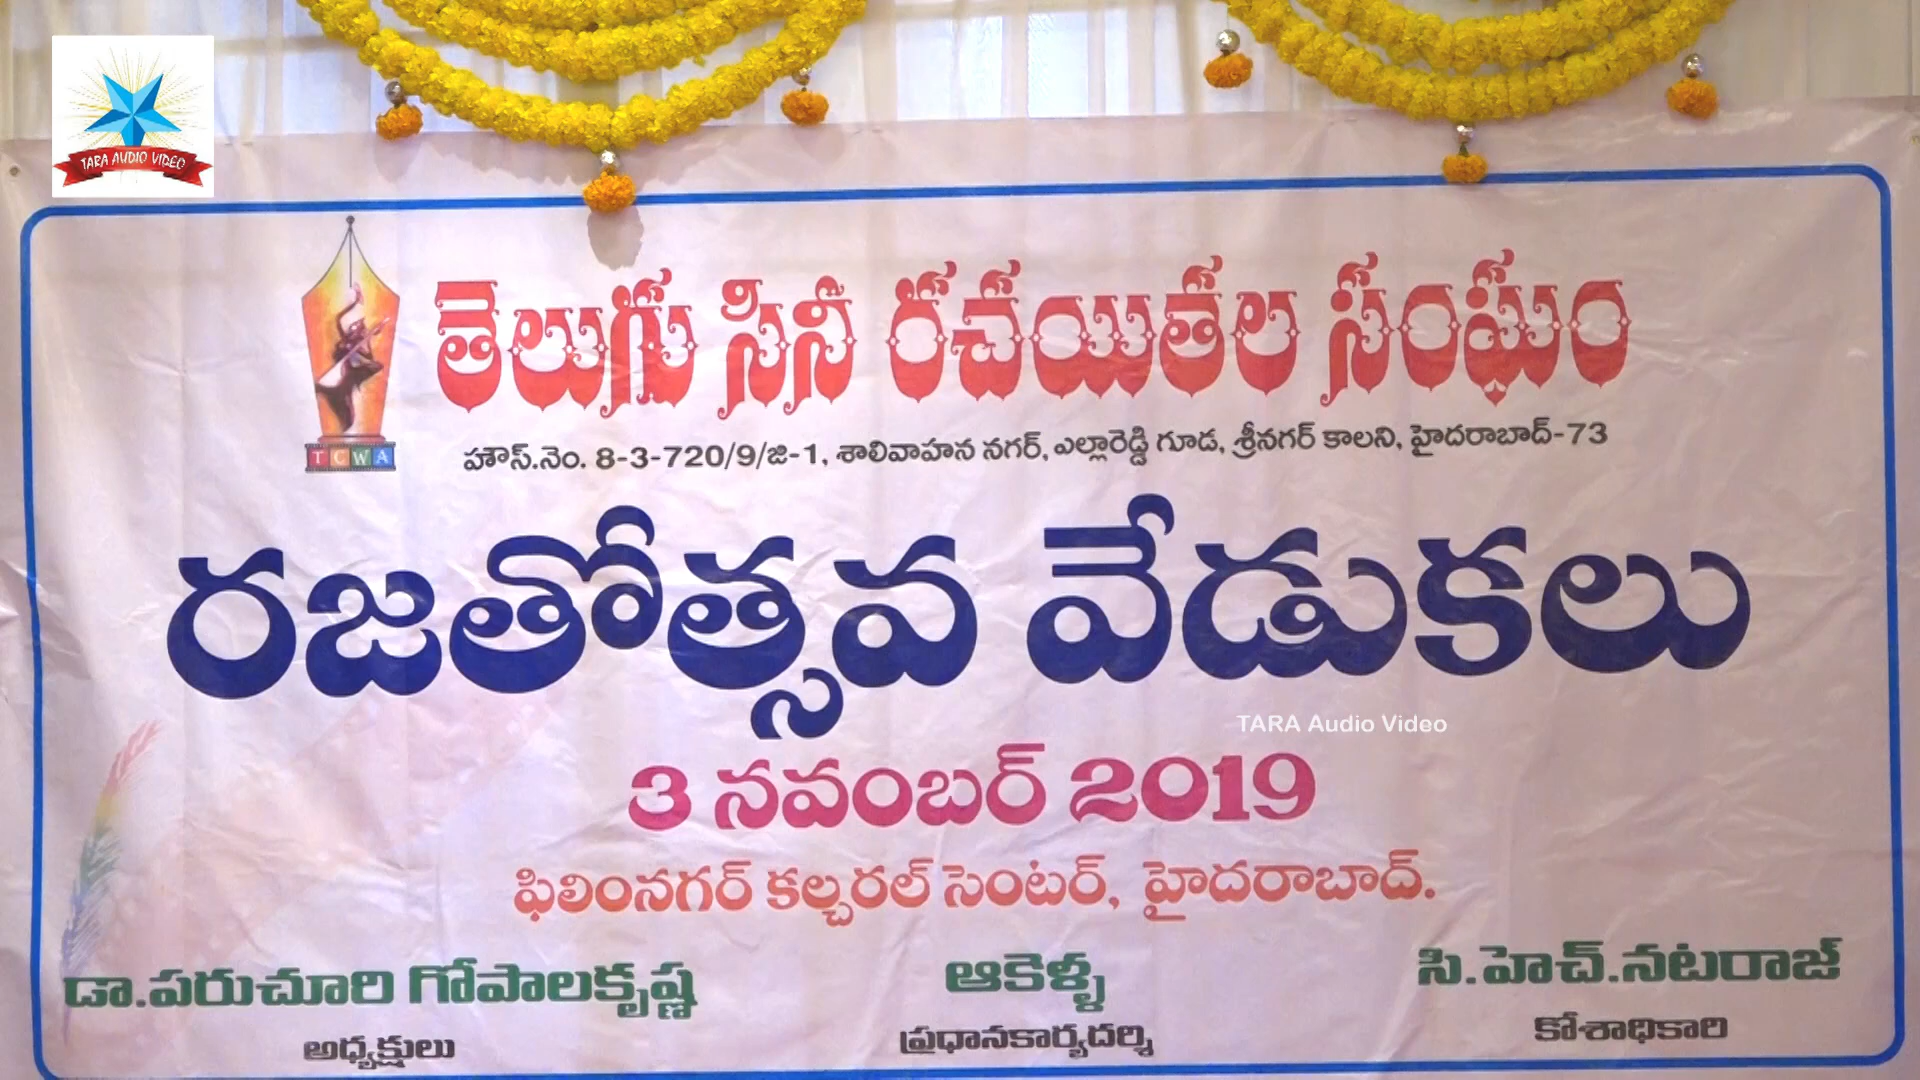 TARA AUDIO VIDEO
తెలుగు సినీ రచయితల సంఘం
TCWA
హౌస్.నెం. 8-3-720/9/జి-1, శాలివాహన నగర్, ఎల్లారెడ్డి గూడ, శ్రీనగర్ కాలని, హైదరాబాద్-73
రజతోత్సవ వేడుకలు
TARA Audio Video
3 నవంబర్ 2019
ఫిలింనగర్ కల్చరల్ సెంటర్, హైదరాబాద్.
డా.పరుచూరి గోపాలకృష్ణ ఆకెళ్ళ సి.హెచ్.నటరాజ్
అధ్యక్షులు ప్రధానకార్యదర్శి కోశాధికారి